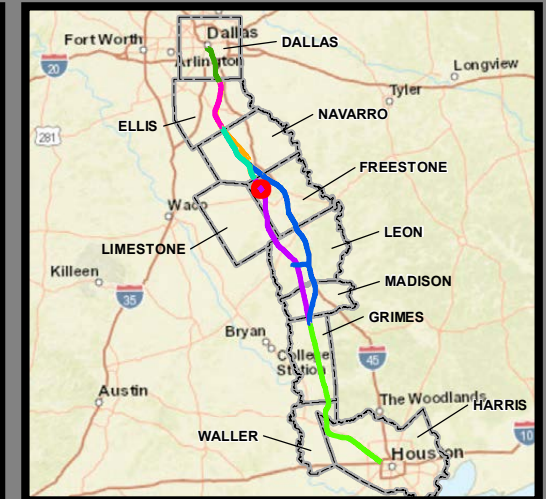 Dallas
Fort Worth
DALLAS
Arlington
Longview
20
Tyler
NAVARRO
ELLIS
281
FREESTONE
Waco
LEON
LIMESTONE
Killeen
MADISON
35
GRIMES
Bryan
College
Station
45
Austin
The Woodlands
HARRIS
WALLER
10
Houston